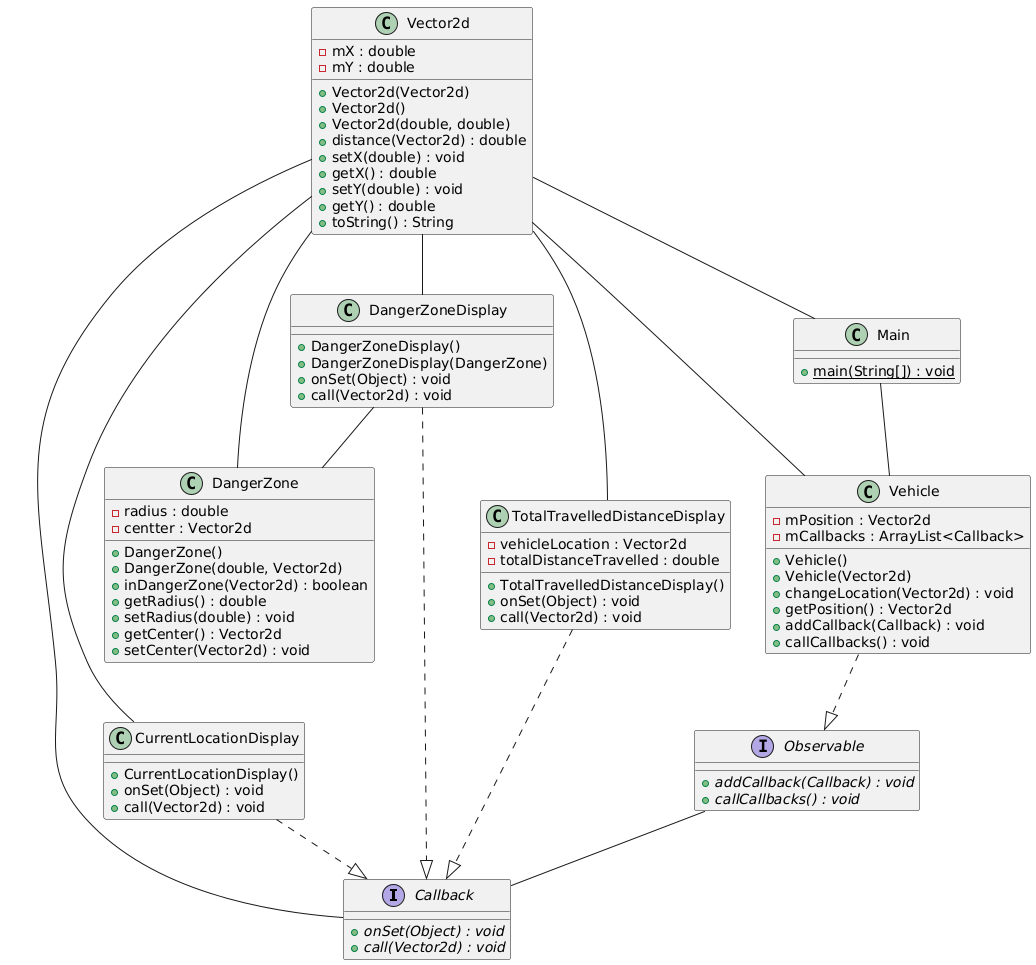 C Vector2d
mX : double
mY : double
Vector2d(Vector2d)
Vector2d()
Vector2d(double, double)
distance(Vector2d) : double
setX(double) : void
getX() : double
setY(double) : void
getY() : double
toString() : String
C DangerZoneDisplay
DangerZoneDisplay()
DangerZoneDisplay(DangerZone)
onSet(Object) : void
call(Vector2d) : void
C Main
main(String[]) : void
C DangerZone
radius : double
centter : Vector2d
DangerZone()
DangerZone(double, Vector2d)
inDangerZone(Vector2d) : boolean
getRadius() : double
setRadius(double) : void
getCenter() : Vector2d
setCenter(Vector2d) : void
C TotalTravelledDistanceDisplay
vehicleLocation : Vector2d
totalDistanceTravelled : double
TotalTravelledDistanceDisplay()
onSet(Object) : void
call(Vector2d) : void
C Vehicle
mPosition : Vector2d
mCallbacks : ArrayList<Callback>
Vehicle()
Vehicle(Vector2d)
changeLocation(Vector2d) : void
getPosition() : Vector2d
addCallback(Callback) : void
callCallbacks() : void
C CurrentLocationDisplay
CurrentLocationDisplay()
onSet(Object) : void
call(Vector2d) : void
I Observable
addCallback(Callback) : void
callCallbacks() : void
I Callback
onSet(Object) : void
call(Vector2d) : void